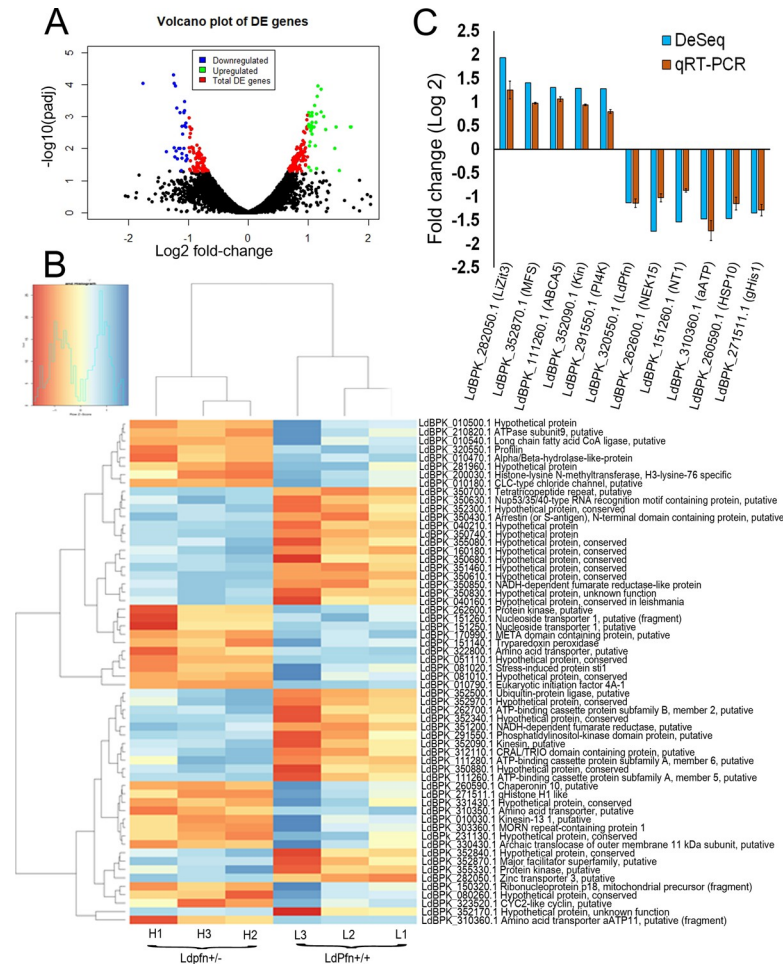 A
Volcano plot of DE genes
Downregulated
Upregulated
Total DE genes
-log10(padj)
5
4
3
2
1
0
-2
-1
0
1
2
Log2 fold-change
C
DeSeq
qRT-PCR
Fold change (Log 2)
2.5
2
1.5
1
0.5
0
-0.5
-1
-1.5
-2
-2.5
LdBPK_282050.1 (LiZit3)
LdBPK_352870.1 (MFS)
LdBPK_111260.1 (ABCA5)
LdBPK_352090.1 (Kin)
LdBPK_291550.1 (PI4K)
LdBPK_320550.1 (LdPfn)
LdBPK_262600.1 (NEK15)
LdBPK_151260.1 (NT1)
LdBPK_310360.1 (aATP)
LdBPK_260590.1 (HSP10)
LdBPK_271511.1 (gHis1)
B
LdBPK_010500.1 Hypothetical protein
LdBPK_210820.1 ATPase subunit9, putative
LdBPK_010540.1 Long chain fatty acid CoA ligase, putative
LdBPK_320550.1 Profilin
LdBPK_010470.1 Alpha/Beta-hydrolase-like-protein
LdBPK_281960.1 Hypothetical protein
LdBPK_200030.1 Histone-lysine N-methyltransferase, H3-lysine-76 specific
LdBPK_010180.1 CLC-type chloride channel, putative
LdBPK_350700.1 Tetratricopeptide repeat, putative
LdBPK_350630.1 Nup53/35/40-type RNA recognition motif containing protein, putative
LdBPK_352300.1 Hypothetical protein, conserved
LdBPK_350430.1 Arrestin (or S-antigen), N-terminal domain containing protein, putative
LdBPK_040210.1 Hypothetical protein
LdBPK_350740.1 Hypothetical protein
LdBPK_355080.1 Hypothetical protein, conserved
LdBPK_160180.1 Hypothetical protein, conserved
LdBPK_350680.1 Hypothetical protein, conserved
LdBPK_351460.1 Hypothetical protein, conserved
LdBPK_350610.1 Hypothetical protein, conserved
LdBPK_350850.1 NADH-dependent fumarate reductase-like protein
LdBPK_350830.1 Hypothetical protein, unknown function
LdBPK_040160.1 Hypothetical protein, conserved in leishmania
LdBPK_262600.1 Protein kinase, putative
LdBPK_151260.1 Nucleoside transporter 1, putative (fragment)
LdBPK_151250.1 Nucleoside transporter 1, putative
LdBPK_170990.1 META domain containing protein, putative
LdBPK_151140.1 Tryparedoxin peroxidase
LdBPK_322800.1 Amino acid transporter, putative
LdBPK_051110.1 Hypothetical protein, conserved
LdBPK_081020.1 Stress-induced protein sti1
LdBPK_081010.1 Hypothetical protein, conserved
LdBPK_010790.1 Eukaryotic initiation factor 4A-1
LdBPK_352500.1 Ubiquitin-protein ligase, putative
LdBPK_352970.1 Hypothetical protein, conserved
LdBPK_262700.1 ATP-binding cassette protein subfamily B, member 2, putative
LdBPK_352340.1 Hypothetical protein, conserved
LdBPK_351200.1 NADH-dependent fumarate reductase, putative
LdBPK_291550.1 Phosphatidylinositol-kinase domain protein, putative
LdBPK_352090.1 Kinesin, putative
LdBPK_312110.1 CRAL/TRIO domain containing protein, putative
LdBPK_111280.1 ATP-binding cassette protein subfamily A, member 6, putative
LdBPK_350880.1 Hypothetical protein, conserved
LdBPK_111260.1 ATP-binding cassette protein subfamily A, member 5, putative
LdBPK_260590.1 Chaperonin 10, putative
LdBPK_271511.1 gHistone H1 like
LdBPK_331430.1 Hypothetical protein, conserved
LdBPK_310350.1 Amino acid transporter, putative
LdBPK_010030.1 Kinesin-13 1, putative
LdBPK_303360.1 MORN repeat-containing protein 1
LdBPk_231130.1 Hypothetical protein, conserved
LdBPK_330430.1 Archaic translocase of outer membrane 11 kDa subunit, putative
LdBPK_352840.1 Hypothetical protein, conserved
LdBPK_352870.1 Major facilitator superfamily, putative
LdBPK_355330.1 Protein kinase, putative
LdBPK_282050.1 Zinc transporter 3, putative
LdBPK_150320.1 Ribonucleoprotein p18, mitochondrial precursor (fragment)
LdBPK_080260.1 Hypothetical protein, conserved
LdBPK_323520.1 CYC2-like cyclin, putative
LdBPK_352170.1 Hypothetical protein, unknown function
LdBPK_310360.1 Amino acid transporter aATP11, putative (fragment)
H1 H3 H2 L3 L2 L1
Ldpfn+/- LdPfn+/+